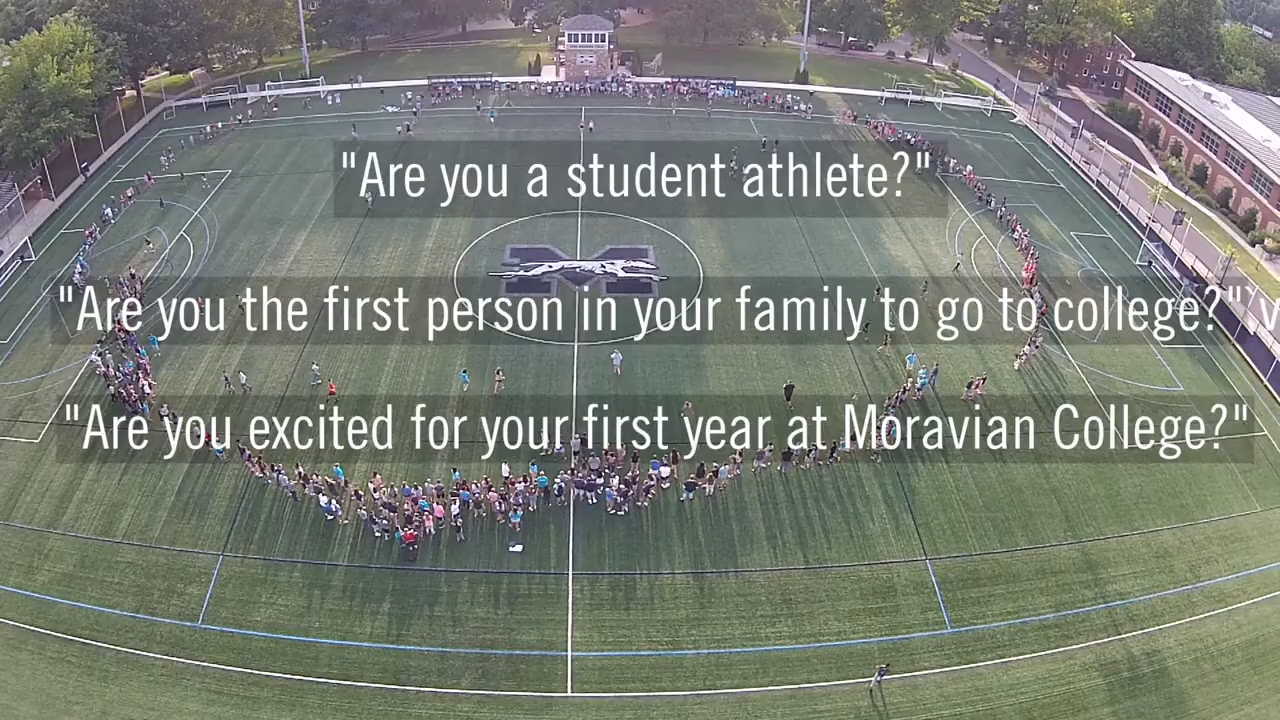 "Are you a student athlete?"
"Are you the first person in your family to go to college?"
"Are you excited for your first year at Moravian College?"
M